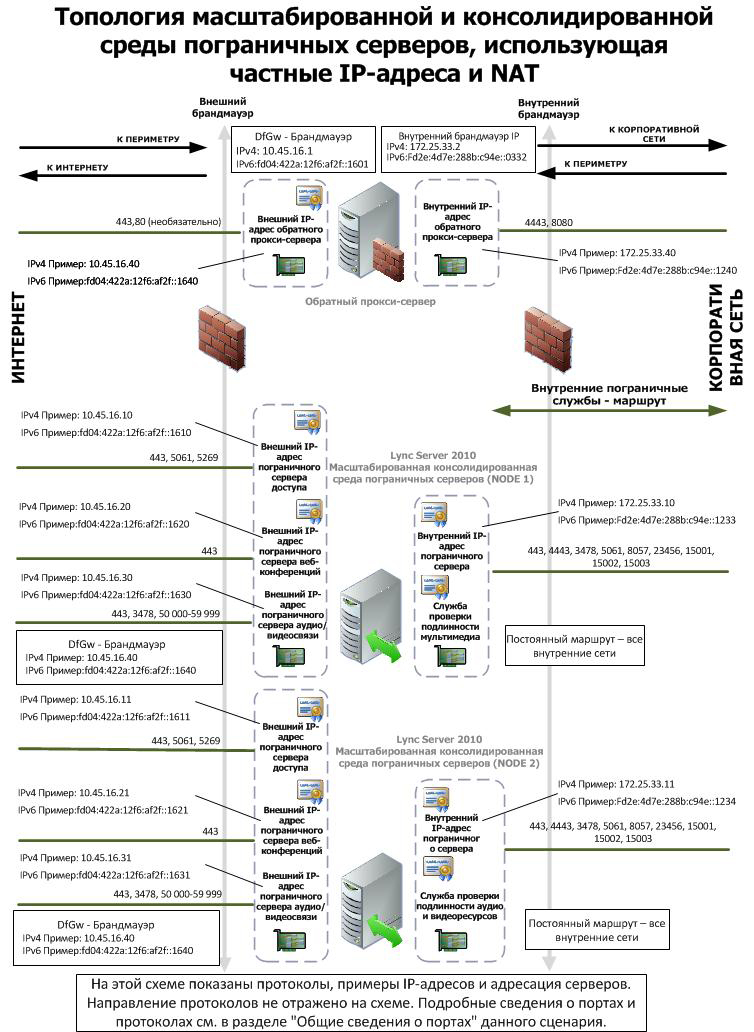 Топология масштабированной и консолидированной
среды пограничных серверов, использующая
частные IP-адреса и NAT
Внешний
брандмауэр
Внутренний
брандмауэр
К ПЕРИМЕТРУ
К ИНТЕРНЕТУ
DfGw - Брандмауэр
IPv4: 10.45.16.1
IPv6:fd04:422a:12f6:af2f::1601
Внутренний брандмауэр IP
IPv4: 172.25.33.2
IPv6:Fd2e:4d7e:288b:c94e::0332
К КОРПОРАТИВНОЙ
СЕТИ
К ПЕРИМЕТРУ
443,80 (необязательно)
Внешний IP-
адрес обратного
прокси-сервера
Внутренний IP-
адрес
обратного
прокси-сервера
4443, 8080
IPv4 Пример: 10.45.16.40
IPv6 Пример:fd04:422a:12f6:af2f::1640
IPv4 Пример: 172.25.33.40
IPv6 Пример:Fd2e:4d7e:288b:c94e::1240
Обратный прокси-сервер
ИНТЕРНЕТ
КОРПОРАТИ
ВНАЯ СЕТЬ
Внутренние пограничные
службы - маршрут
IPv4 Пример: 10.45.16.10
IPv6 Пример:fd04:422a:12f6:af2f::1610
443, 5061, 5269
Внешний IP-
адрес
пограничного
сервера
доступа
Lync Server 2010
Масштабированная консолидированная
среда пограничных серверов (NODE 1)
IPv4 Пример: 10.45.16.20
IPv6 Пример:fd04:422a:12f6:af2f::1620
443
Внешний IP-
адрес
пограничного
сервера веб-
конференций
Внутренний IP-
адрес
пограничного
сервера
IPv4 Пример: 172.25.33.10
IPv6 Пример:Fd2e:4d7e:288b:c94e::1233
443, 4443, 3478, 5061, 8057, 23456, 15001,
15002, 15003
IPv4 Пример: 10.45.16.30
IPv6 Пример:fd04:422a:12f6:af2f::1630
443, 3478, 50 000-59 999
Внешний IP-
адрес
пограничного
сервера аудио/
видеосвязи
Служба
проверки
подлинности
мультимедиа
DfGw - Брандмауэр
IPv4 Пример: 10.45.16.40
IPv6 Пример:fd04:422a:12f6:af2f::1640
Постоянный маршрут – все
внутренние сети
IPv4 Пример: 10.45.16.11
IPv6 Пример:fd04:422a:12f6:af2f::1611
443, 5061, 5269
Внешний IP-
адрес
пограничного
сервера
доступа
Lync Server 2010
Масштабированная консолидированная
среда пограничных серверов (NODE 2)
IPv4 Пример: 10.45.16.21
IPv6 Пример:fd04:422a:12f6:af2f::1621
443
Внешний IP-
адрес
пограничного
сервера веб-
конференций
Внутренний
IP-адрес
пограничног
о сервера
IPv4 Пример: 172.25.33.11
IPv6 Пример:Fd2e:4d7e:288b:c94e::1234
443, 4443, 3478, 5061, 8057, 23456, 15001,
15002, 15003
IPv4 Пример: 10.45.16.31
IPv6 Пример:fd04:422a:12f6:af2f::1631
443, 3478, 50 000-59 999
Внешний IP-
адрес
пограничного
сервера аудио/
видеосвязи
Служба проверки
подлинности аудио
и видеоресурсов
DfGw - Брандмауэр
IPv4 Пример: 10.45.16.40
IPv6 Пример:fd04:422a:12f6:af2f::1640
Постоянный маршрут – все
внутренние сети
На этой схеме показаны протоколы, примеры IP-адресов и адресация серверов.
Направление протоколов не отражено на схеме. Подробные сведения о портах и
протоколах см. в разделе "Общие сведения о портах" данного сценария.